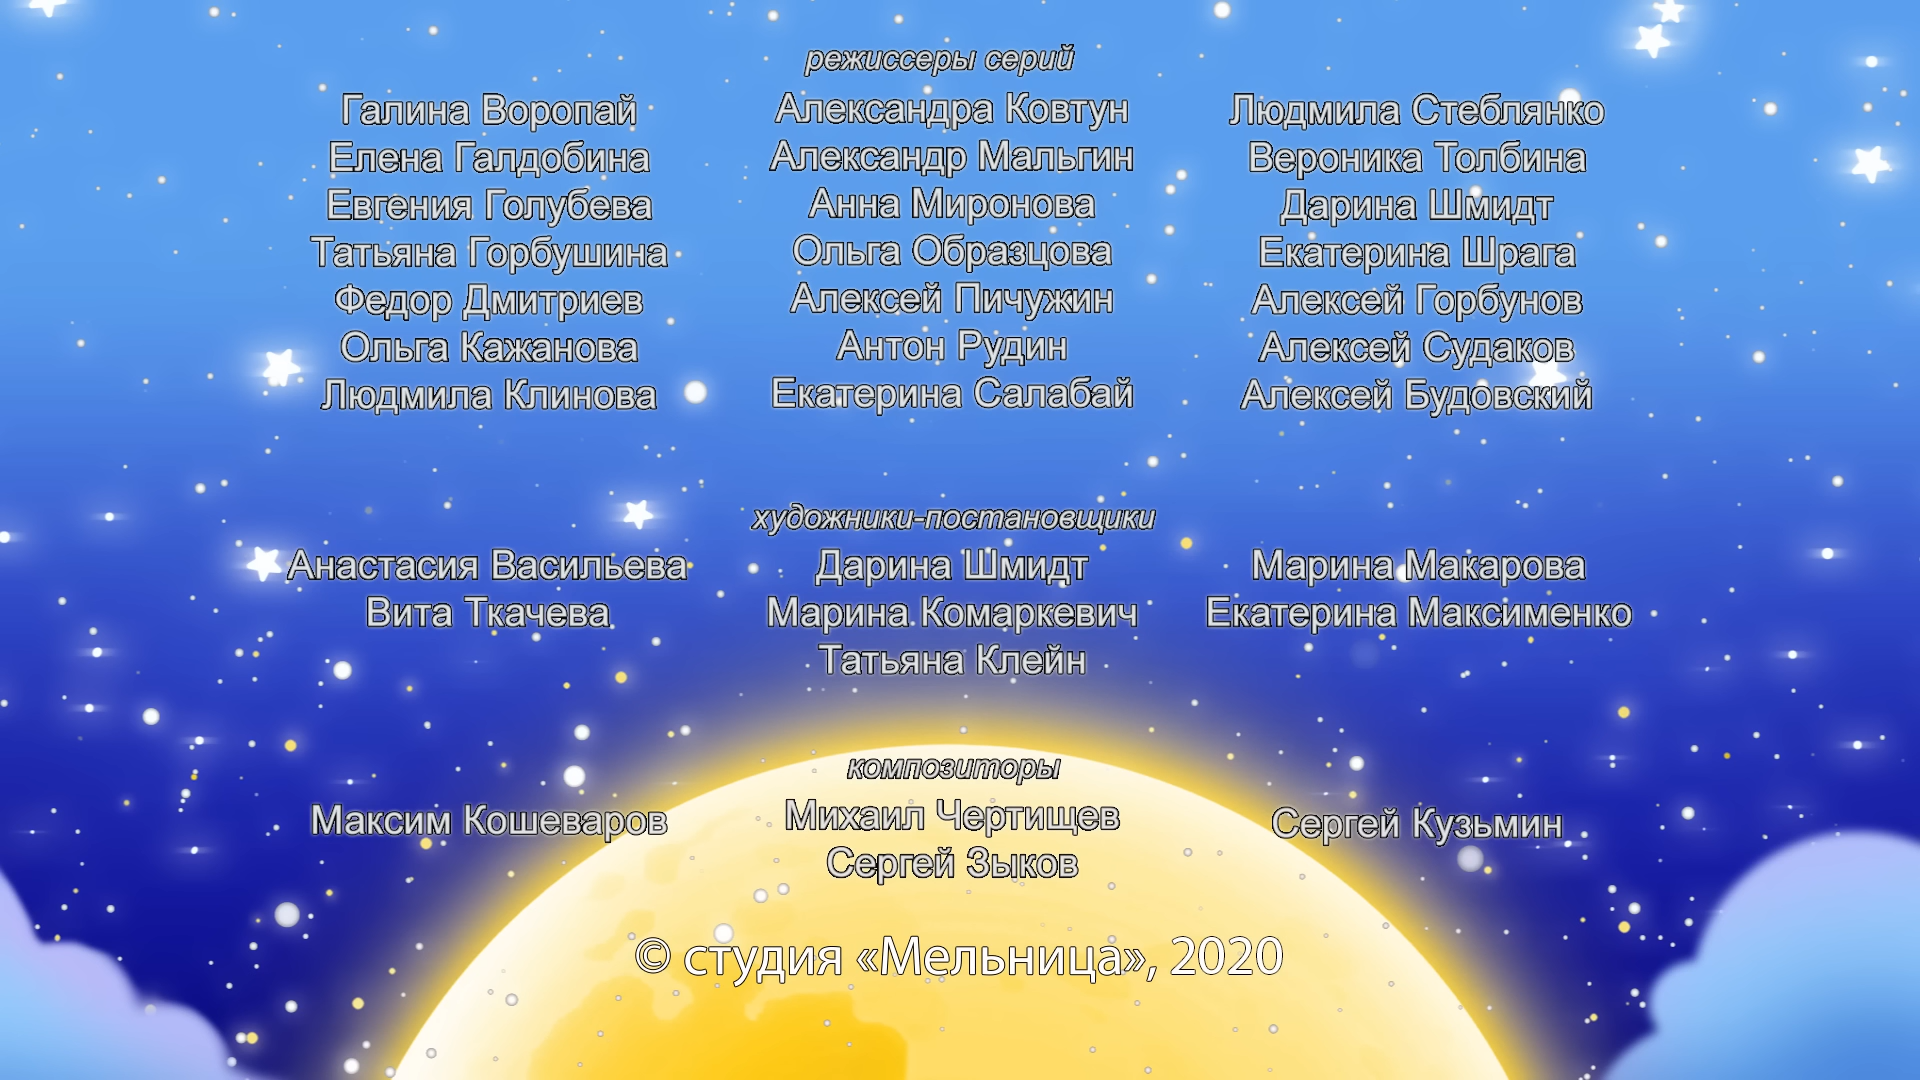 режиссеры серий
Галина Воропай
Елена Галдобина
Евгения Голубева
Татьяна Горбушина
Федор Дмитриев
Ольга Кажанова
Людмила Клинова
Александра Ковтун
Александр Мальгин
Анна Миронова
Ольга Образцова
Алексей Пичужин
Антон Рудин
Екатерина Салабай
Людмила Стеблянко
Вероника Толбина
Дарина Шмидт
Екатерина Шрага
Алексей Горбунов
Алексей Судаков
Алексей Будовский
художники-постановщики
Анастасия Васильева
Вита Ткачева
Дарина Шмидт
Марина Комаркевич
Татьяна Клейн
Марина Макарова
Екатерина Максименко
композиторы
Максим Кошеваров
Михаил Чертищев
Сергей Зыков
Сергей Кузьмин
© студия «Мельница», 2020